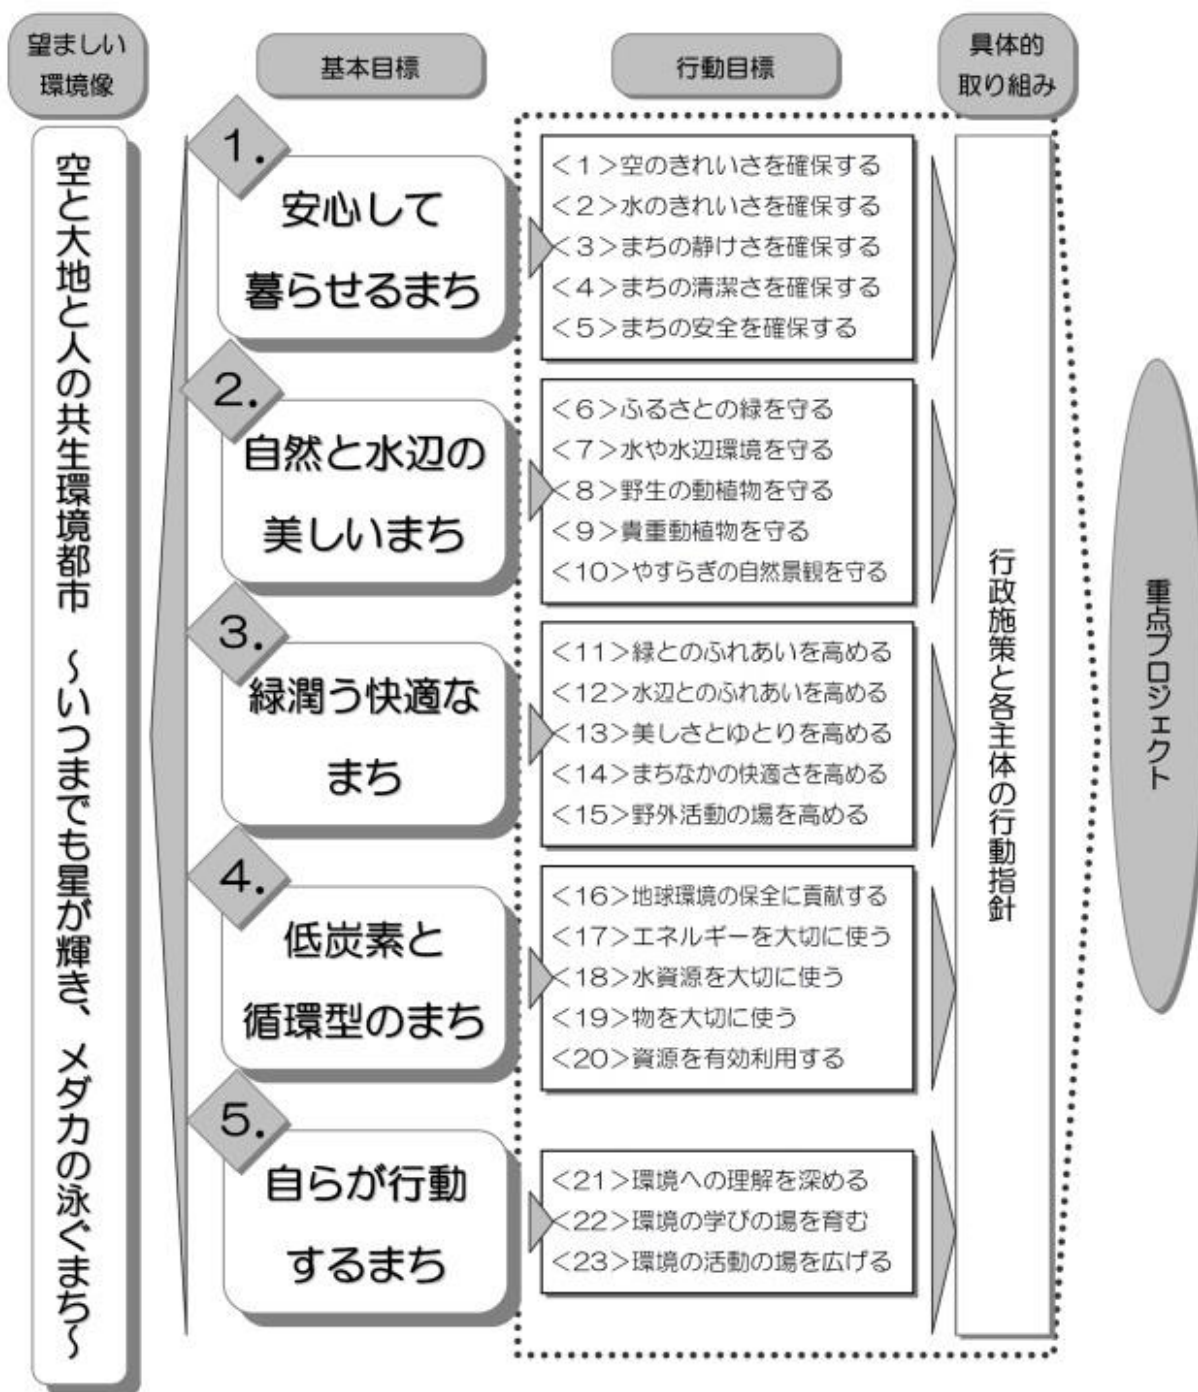 望ましい
環境像
基本目標
行動目標
具体的
取り組み
空と大地と人の共生環境都市 ～いつまでも星が輝き、メダカの泳ぐまち～
1.
安心して
暮らせるまち
<1>空のきれいさを確保する
<2>水のきれいさを確保する
<3>まちの静けさを確保する
<4>まちの清潔さを確保する
<5>まちの安全を確保する
2.
自然と水辺の
美しいまち
<6>ふるさとの緑を守る
<7>水や水辺環境を守る
<8>野生の動植物を守る
<9>貴重動植物を守る
<10>やすらぎの自然景観を守る
3.
緑潤う快適な
まち
<11>緑とのふれあいを高める
<12>水辺とのふれあいを高める
<13>美しさとゆとりを高める
<14>まちなかの快適さを高める
<15>野外活動の場を高める
4.
低炭素と
循環型のまち
<16>地球環境の保全に貢献する
<17>エネルギーを大切に使う
<18>水資源を大切に使う
<19>物を大切に使う
<20>資源を有効利用する
5.
自らが行動
するまち
<21>環境への理解を深める
<22>環境の学びの場を育む
<23>環境の活動の場を広げる
行政施策と各主体の行動指針
重点プロジェクト